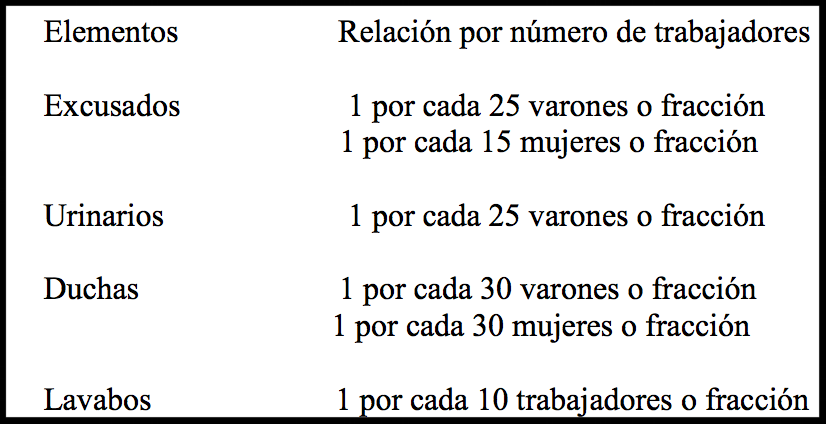 Elementos Relación por número de trabajadores
Excusados 1 por cada 25 varones o fracción
1 por cada 15 mujeres o fracción
Urinarios 1 por cada 25 varones o fracción
Duchas 1 por cada 30 varones o fracción
1 por cada 30 mujeres o fracción
Lavabos 1 por cada 10 trabajadores o fracción